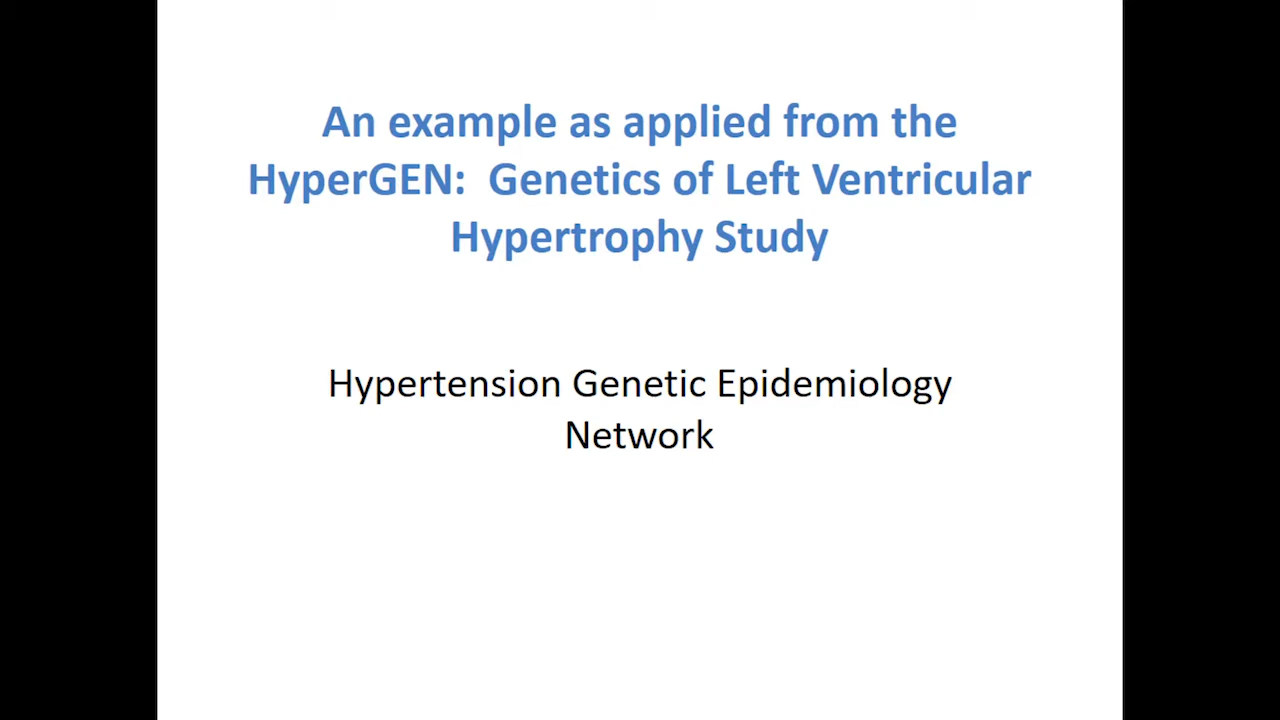 An example as applied from the
HyperGEN:  Genetics of Left Ventricular
Hypertrophy Study
Hypertension Genetic Epidemiology
Network